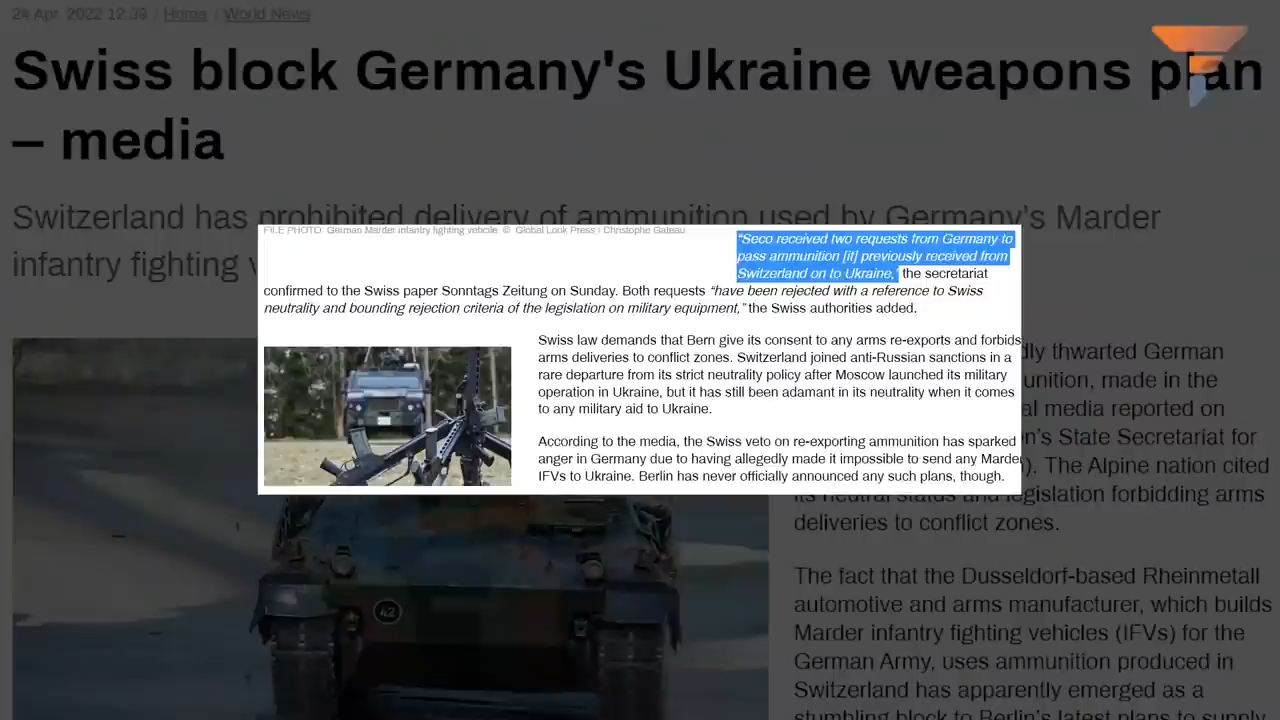 24 Apr, 2022 12:39 / Home / World News
Swiss block Germany's Ukraine weapons plan
– media
Switzerland has prohibited delivery of ammunition used by Germany's Marder
infantry fighting
FILE PHOTO: German Marder infantry fighting vehicle. © Global Look Press / Christophe Gateau
"Seco received two requests from Germany to
pass ammunition [it] previously received from
Switzerland on to Ukraine," the secretariat
confirmed to the Swiss paper Sonntags Zeitung on Sunday. Both requests "have been rejected with a reference to Swiss
neutrality and bounding rejection criteria of the legislation on military equipment," the Swiss authorities added.
Swiss law demands that Bern give its consent to any arms re-exports and forbids
arms deliveries to conflict zones. Switzerland joined anti-Russian sanctions in a
rare departure from its strict neutrality policy after Moscow launched its military
operation in Ukraine, but it has still been adamant in its neutrality when it comes
to any military aid to Ukraine.
According to the media, the Swiss veto on re-exporting ammunition has sparked
anger in Germany due to having allegedly made it impossible to send any Marder
IFVs to Ukraine. Berlin has never officially announced any such plans, though.
thwarted German
made in the
media reported on
State Secretariat for
The Alpine nation cited
its neutral status and legislation forbidding arms
deliveries to conflict zones.
The fact that the Dusseldorf-based Rheinmetall
automotive and arms manufacturer, which builds
Marder infantry fighting vehicles (IFVs) for the
German Army, uses ammunition produced in
Switzerland has apparently emerged as a
stumbling block to Berlin's latest plans to supply
42